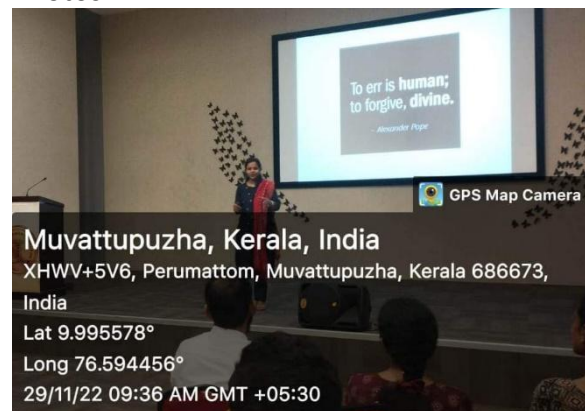 To err is human;
to forgive, divine.
- Alexander Pope
GPS Map Camera
Muvattupuzha, Kerala, India
XHWV+5V6, Perumattom, Muvattupuzha, Kerala 686673,
India
Lat 9.995578°
Long 76.594456°
29/11/22 09:36 AM GMT +05:30